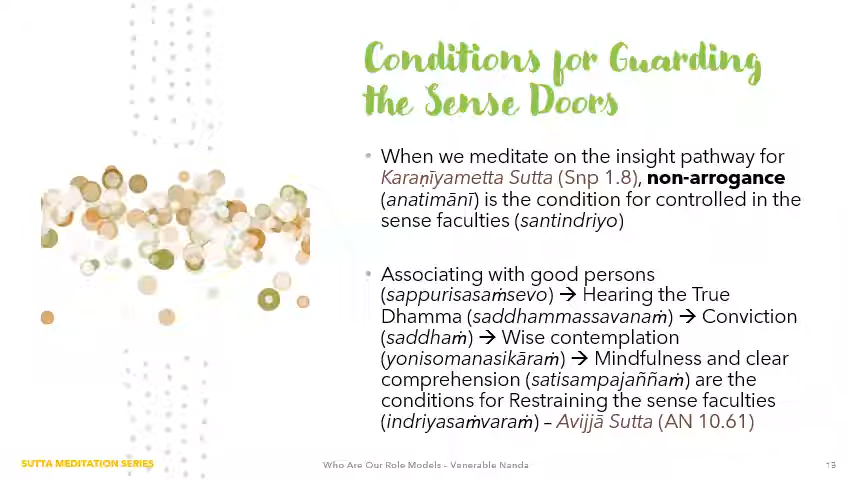 Conditions for Guarding
the Sense Doors
• When we meditate on the insight pathway for
Karaṇīyametta Sutta (Snp 1.8), non-arrogance
(anatimānī) is the condition for controlled in the
sense faculties (santindriyo)
• Associating with good persons
(sappurisasaṁsevo) → Hearing the True
Dhamma (saddhammassavanaṁ) → Conviction
(saddhaṁ) → Wise contemplation
(yonisomanasikāraṁ) → Mindfulness and clear
comprehension (satisampajaññaṁ) are the
conditions for Restraining the sense faculties
(indriyasaṁvaraṁ) – Avijjā Sutta (AN 10.61)
SUTTA MEDITATION SERIES
Who Are Our Role Models - Venerable Nanda
13